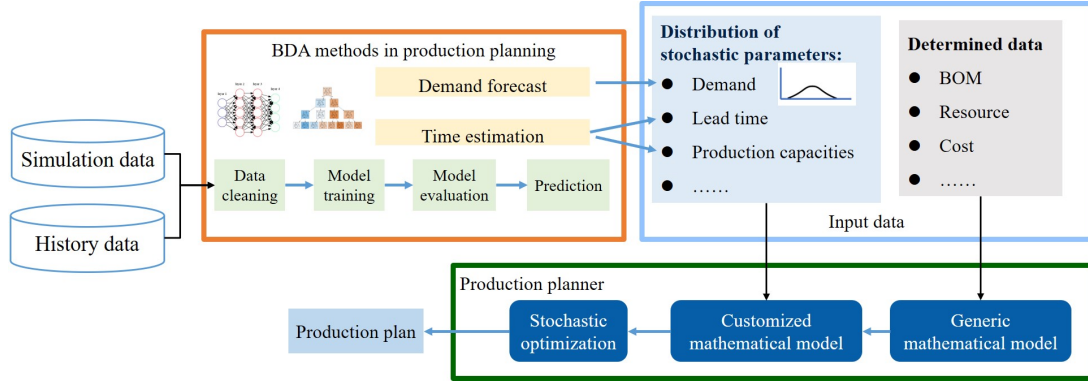 BDA methods in production planning
Demand forecast
Time estimation
Data
cleaning
Model
training
Model
evaluation
Prediction
Simulation data
History data
Distribution of
stochastic parameters:
● Demand
● Lead time
● Production capacities
● ……
Determined data
● BOM
● Resource
● Cost
● ……
Input data
Production planner
Production plan
Stochastic
optimization
Customized
mathematical model
Generic
mathematical model